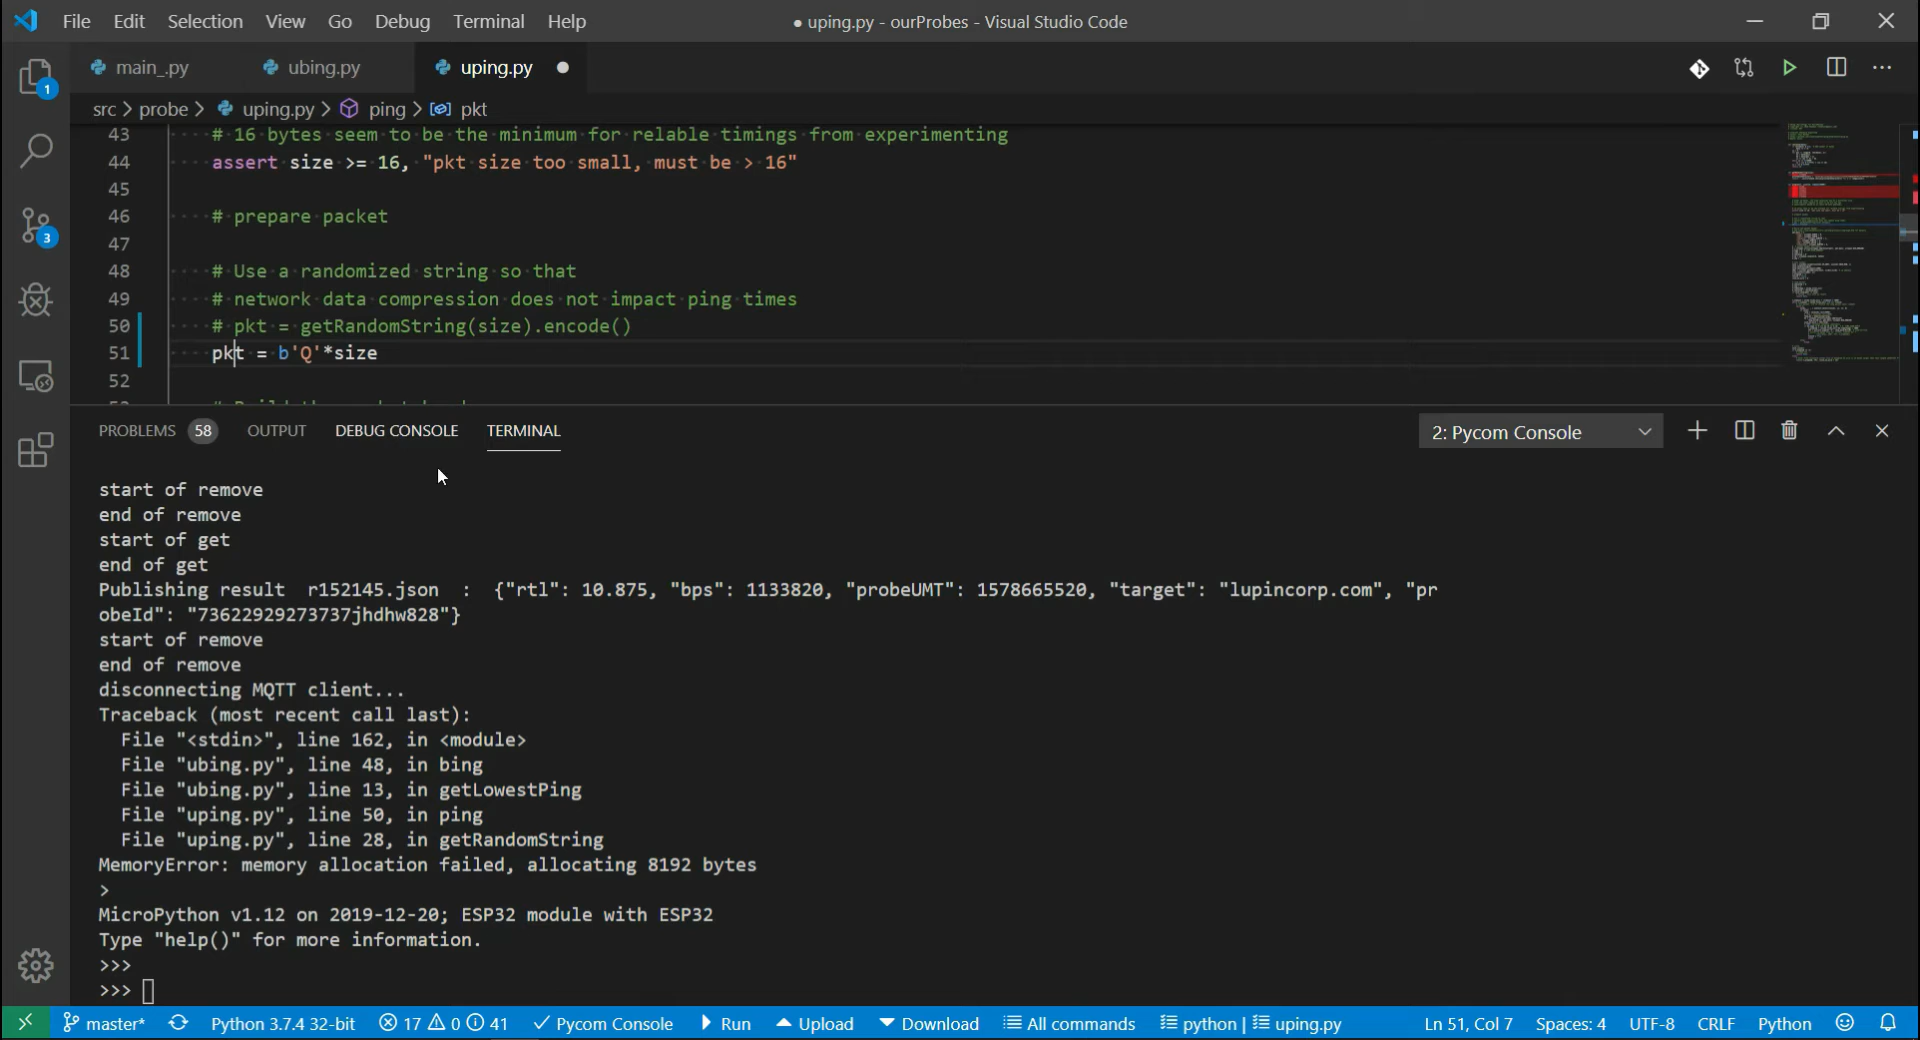 File Edit Selection View Go Debug Terminal Help ● uping.py - ourProbes - Visual Studio Code
main_.py ubing.py uping.py
src > probe > uping.py > ping > pkt
43 # 16 bytes seem to be the minimum for relable timings from experimenting
44 assert size >= 16, "pkt size too small, must be > 16"
45
46 # prepare packet
47
48 # Use a randomized string so that
49 # network data compression does not impact ping times
50 # pkt = getRandomString(size).encode()
51 pkt = b'Q'*size
52
PROBLEMS 58 OUTPUT DEBUG CONSOLE TERMINAL 2: Pycom Console
start of remove
end of remove
start of get
end of get
Publishing result r152145.json : {"rtl": 10.875, "bps": 1133820, "probeUMT": 1578665520, "target": "lupincorp.com", "pr
obeId": "73622929273737jhdhw828"}
start of remove
end of remove
disconnecting MQTT client...
Traceback (most recent call last):
File "<stdin>", line 162, in <module>
File "ubing.py", line 48, in bing
File "ubing.py", line 13, in getLowestPing
File "uping.py", line 50, in ping
File "uping.py", line 28, in getRandomString
MemoryError: memory allocation failed, allocating 8192 bytes
>
MicroPython v1.12 on 2019-12-20; ESP32 module with ESP32
Type "help()" for more information.
>>>
>>>
1
3
master* Python 3.7.4 32-bit 17 0 41 Pycom Console Run Upload Download All commands python | uping.py Ln 51, Col 7 Spaces: 4 UTF-8 CRLF Python